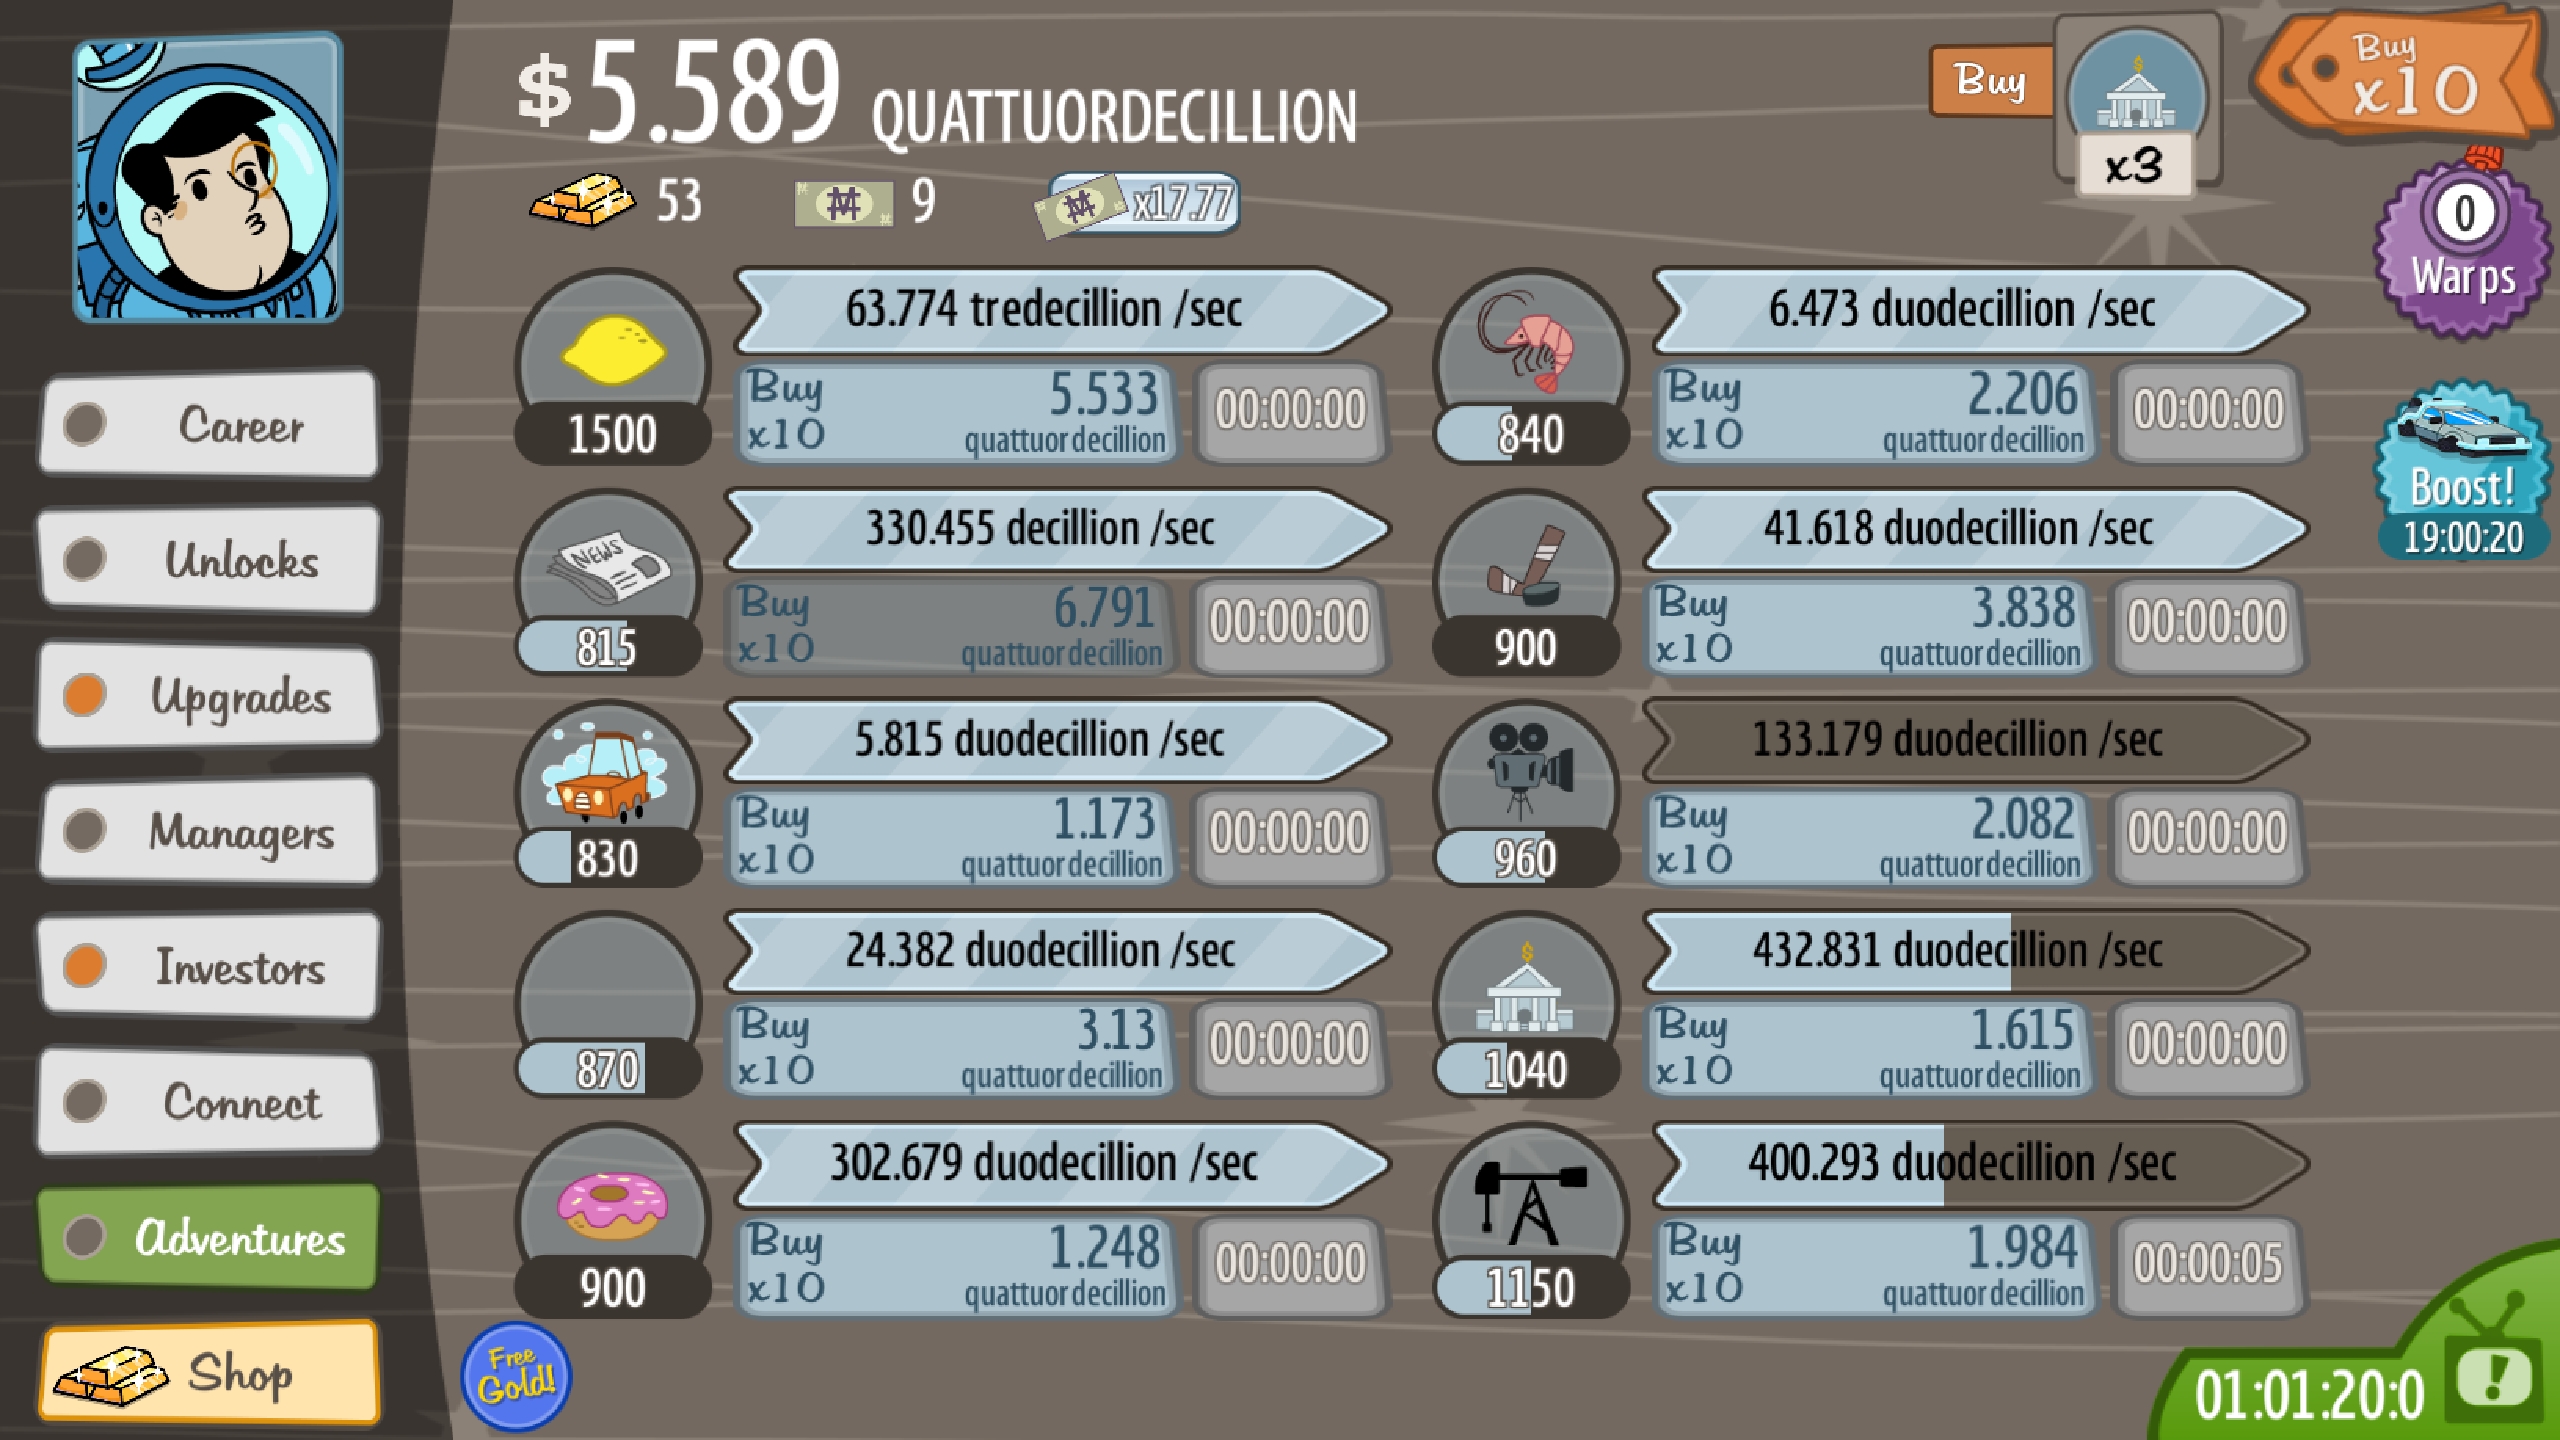 $5.589 QUATTUORDECILLION
Buy
x3
Buy
x10
53
9
x17.77
0
Warps
Boost!
19:00:20
Career
Unlocks
Upgrades
Managers
Investors
Connect
Adventures
Shop
63.774 tredecillion /sec
Buy x10
5.533 quattuordecillion
00:00:00
1500
NEWS
330.455 decillion /sec
Buy x10
6.791 quattuordecillion
00:00:00
815
5.815 duodecillion /sec
Buy x10
1.173 quattuordecillion
00:00:00
830
24.382 duodecillion /sec
Buy x10
3.13 quattuordecillion
00:00:00
870
302.679 duodecillion /sec
Buy x10
1.248 quattuordecillion
00:00:00
900
6.473 duodecillion /sec
Buy x10
2.206 quattuordecillion
00:00:00
840
41.618 duodecillion /sec
Buy x10
3.838 quattuordecillion
00:00:00
900
133.179 duodecillion /sec
Buy x10
2.082 quattuordecillion
00:00:00
960
432.831 duodecillion /sec
Buy x10
1.615 quattuordecillion
00:00:00
1040
400.293 duodecillion /sec
Buy x10
1.984 quattuordecillion
00:00:05
1150
Free
Gold!
01:01:20:0
!